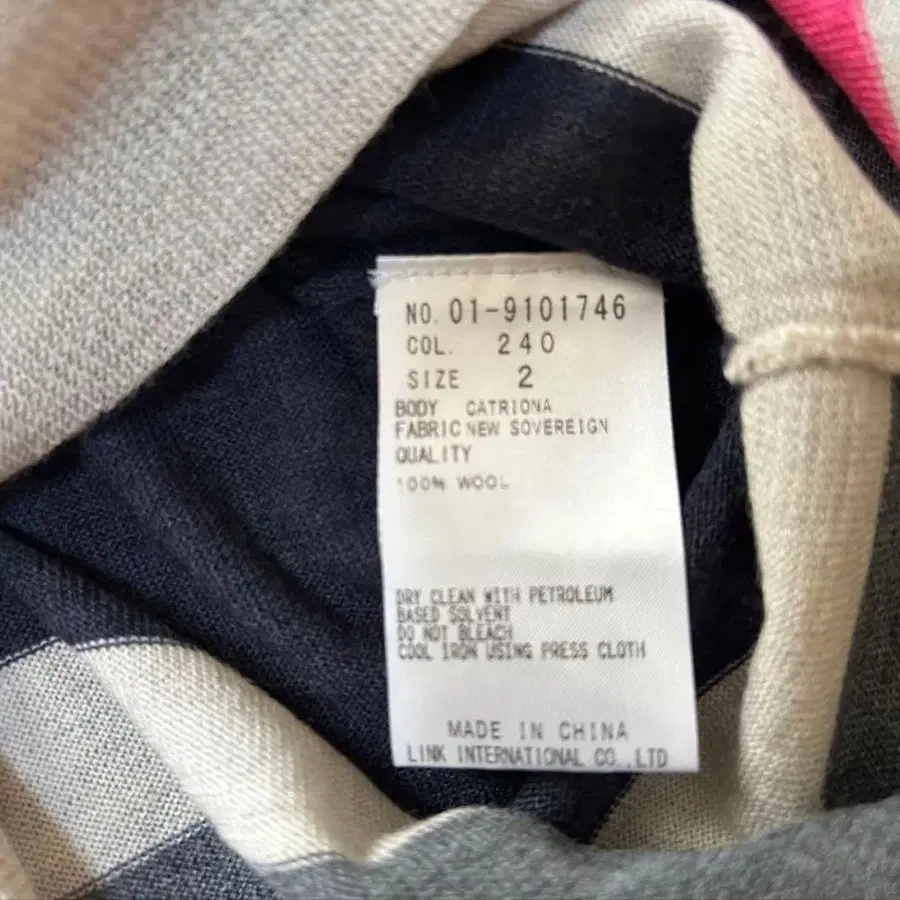 NO. 01-9101746
COL. 240
SIZE 2
BODY CATRIONA
FABRIC NEW SOVEREIGN
QUALITY
100% WOOL
DRY CLEAN WITH PETROLEUM
BASED SOLVENT
DO NOT BLEACH
COOL IRON USING PRESS CLOTH
MADE IN CHINA
LINK INTERNATIONAL CO.,LTD